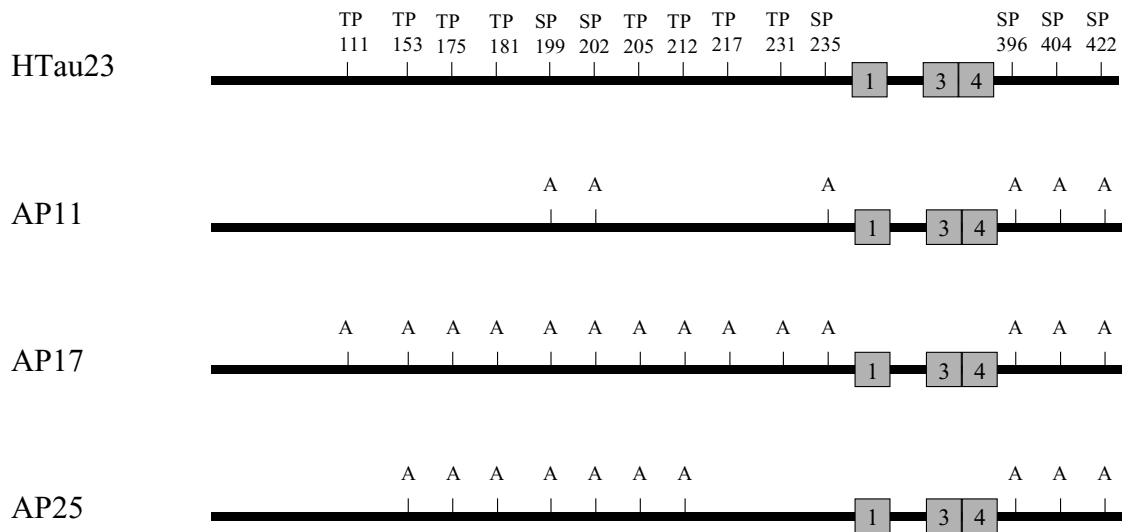 TP TP TP TP SP SP TP TP TP TP SP SP SP SP
111 153 175 181 199 202 205 212 217 231 235 396 404 422
HTau23
1 3 4
A A A A A A
AP11
1 3 4
A A A A A A A A A A A A A A
AP17
1 3 4
A A A A A A A A A A
AP25
1 3 4